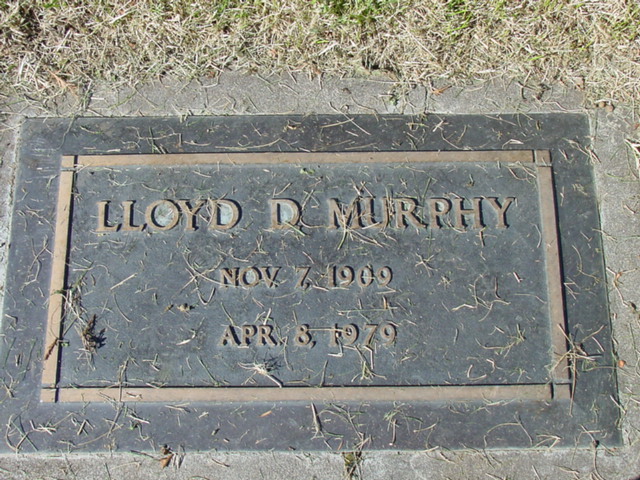 LLOYD D. MURPHY
NOV. 7, 1909
APR. 8, 1979